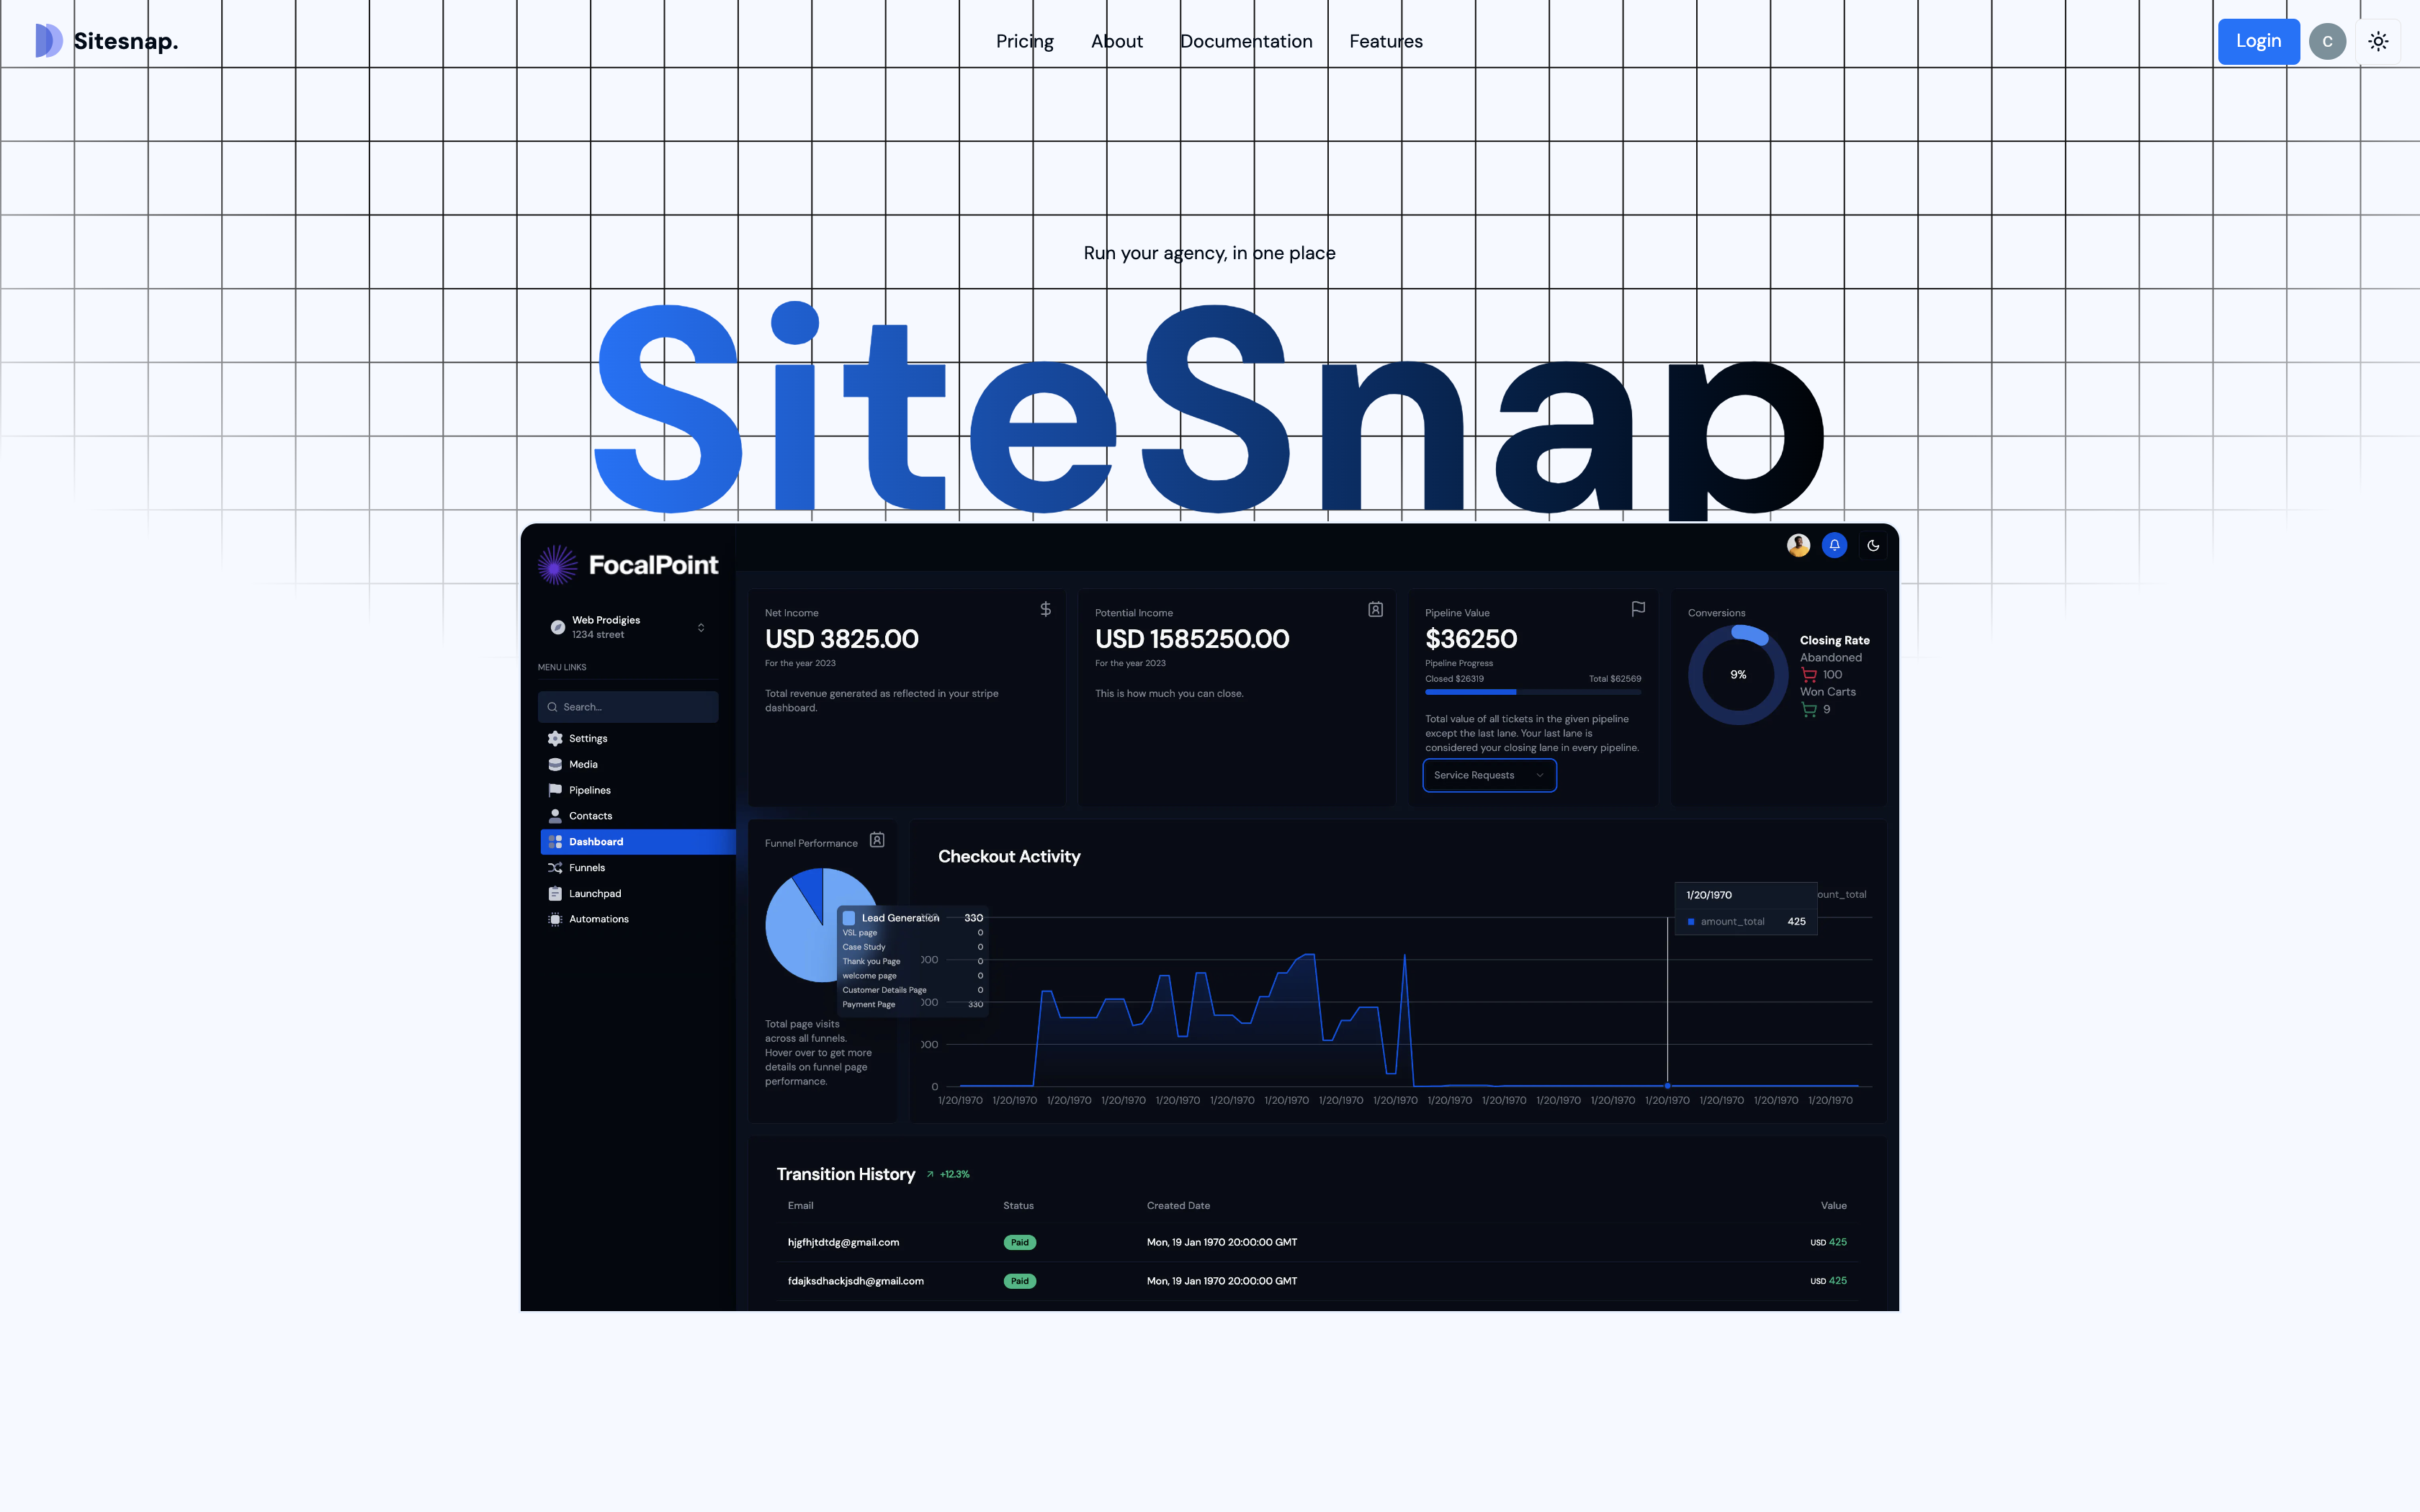 Sitesnap.
Pricing
About
Documentation
Features
Login
C
Run your agency, in one place
SiteSnap
FocalPoint
Web Prodigies
1234 street
MENU LINKS
Search...
Settings
Media
Pipelines
Contacts
Dashboard
Funnels
Launchpad
Automations
Net Income
USD 3825.00
For the year 2023
Total revenue generated as reflected in your stripe
dashboard.
Potential Income
USD 1585250.00
For the year 2023
This is how much you can close.
Pipeline Value
$36250
Pipeline Progress
Closed $26319
Total $62569
Total value of all tickets in the given pipeline
except the last lane. Your last lane is
considered your closing lane in every pipeline.
Service Requests
Conversions
9%
Closing Rate
Abandoned
100
Won Carts
9
Funnel Performance
Lead Generation 330
VSL page 0
Case Study 0
Thank you Page 0
welcome page 0
Customer Details Page 0
Payment Page 330
Total page visits
across all funnels.
Hover over to get more
details on funnel page
performance.
Checkout Activity
1/20/1970
amount_total 425
ount_total
000
000
000
0
1/20/1970 1/20/1970 1/20/1970 1/20/1970 1/20/1970 1/20/1970 1/20/1970 1/20/1970 1/20/1970 1/20/1970 1/20/1970 1/20/1970 1/20/1970 1/20/1970 1/20/1970 1/20/1970 1/20/1970
Transition History
+12.3%
Email Status Created Date Value
hjgfhjtdtdg@gmail.com Paid Mon, 19 Jan 1970 20:00:00 GMT USD 425
fdajksdhackjsdh@gmail.com Paid Mon, 19 Jan 1970 20:00:00 GMT USD 425